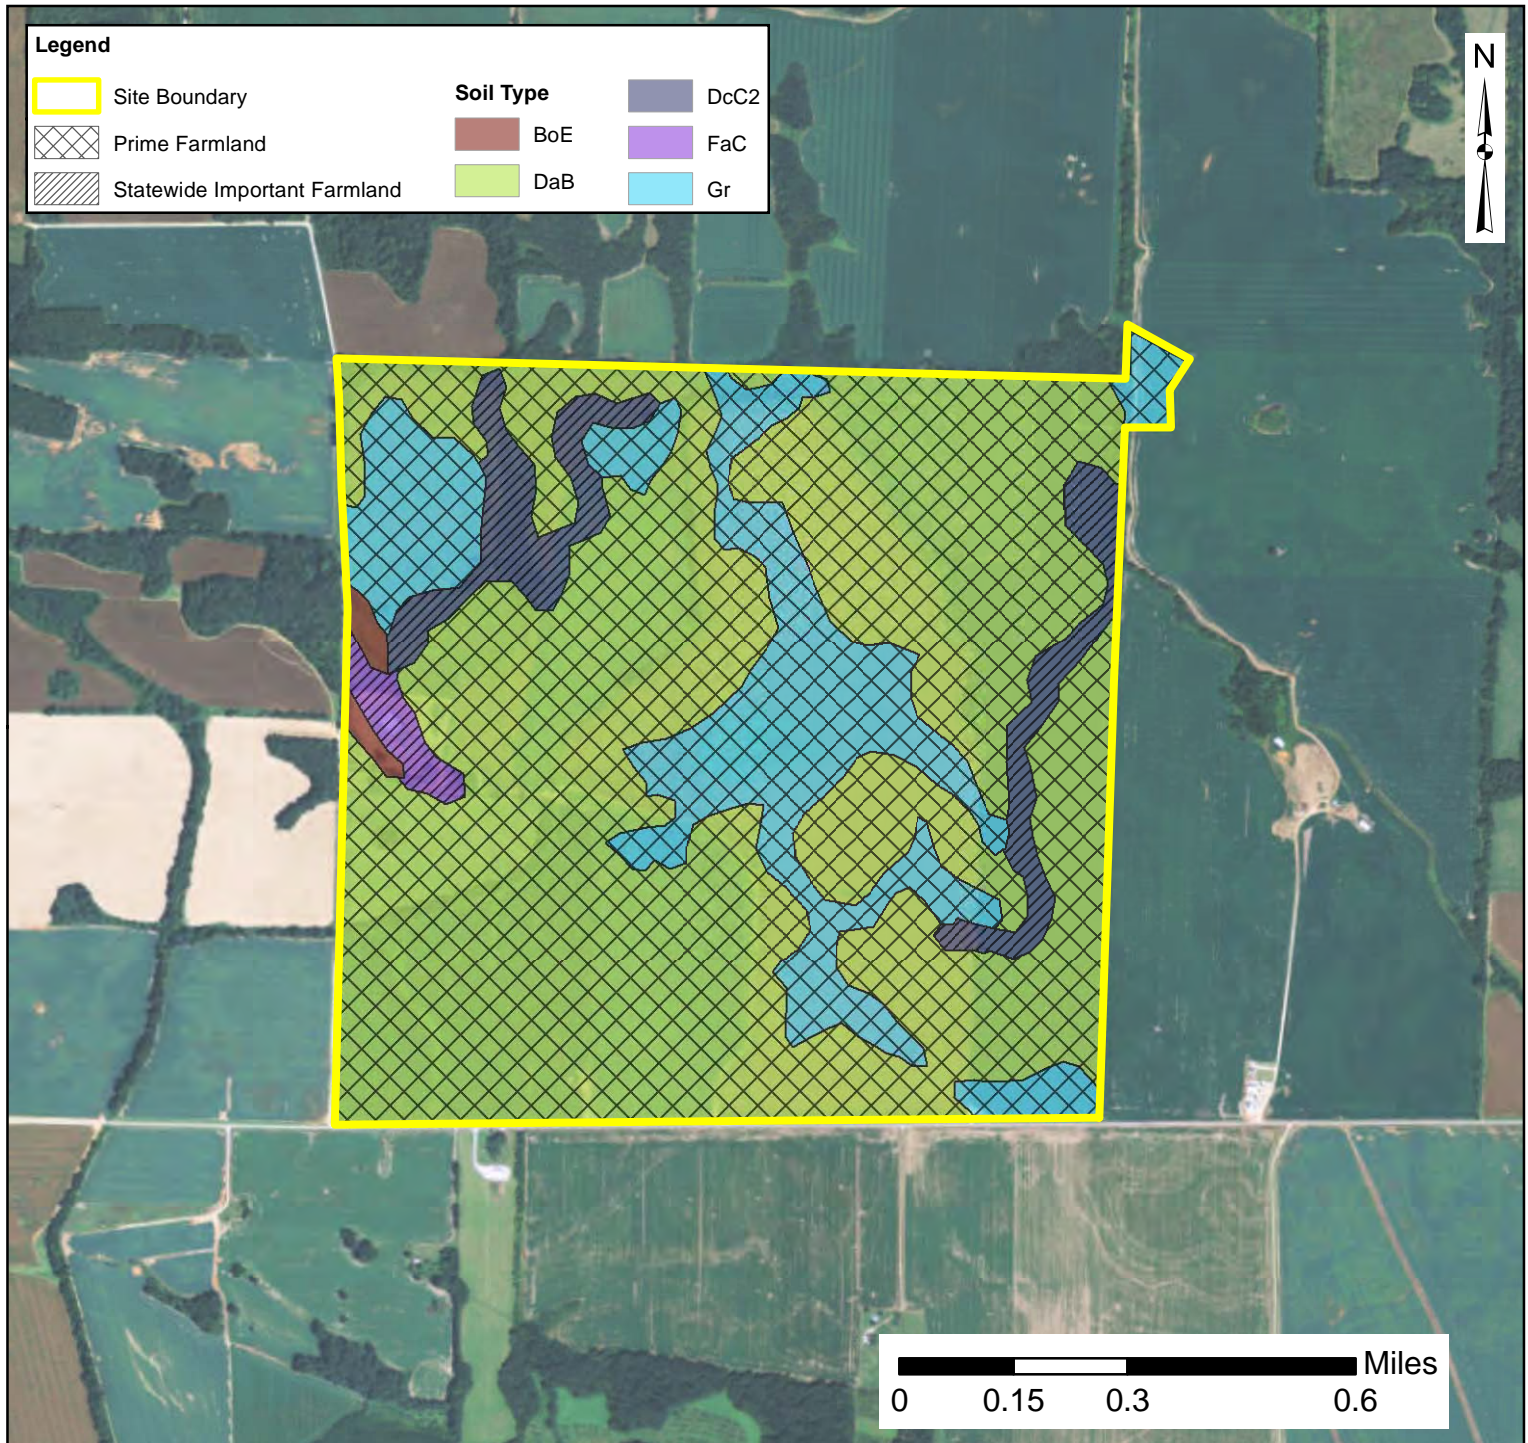 Legend
Site Boundary
Prime Farmland
Statewide Important Farmland
Soil Type
BoE
DaB
DcC2
FaC
Gr
N
Miles
0 0.15 0.3 0.6